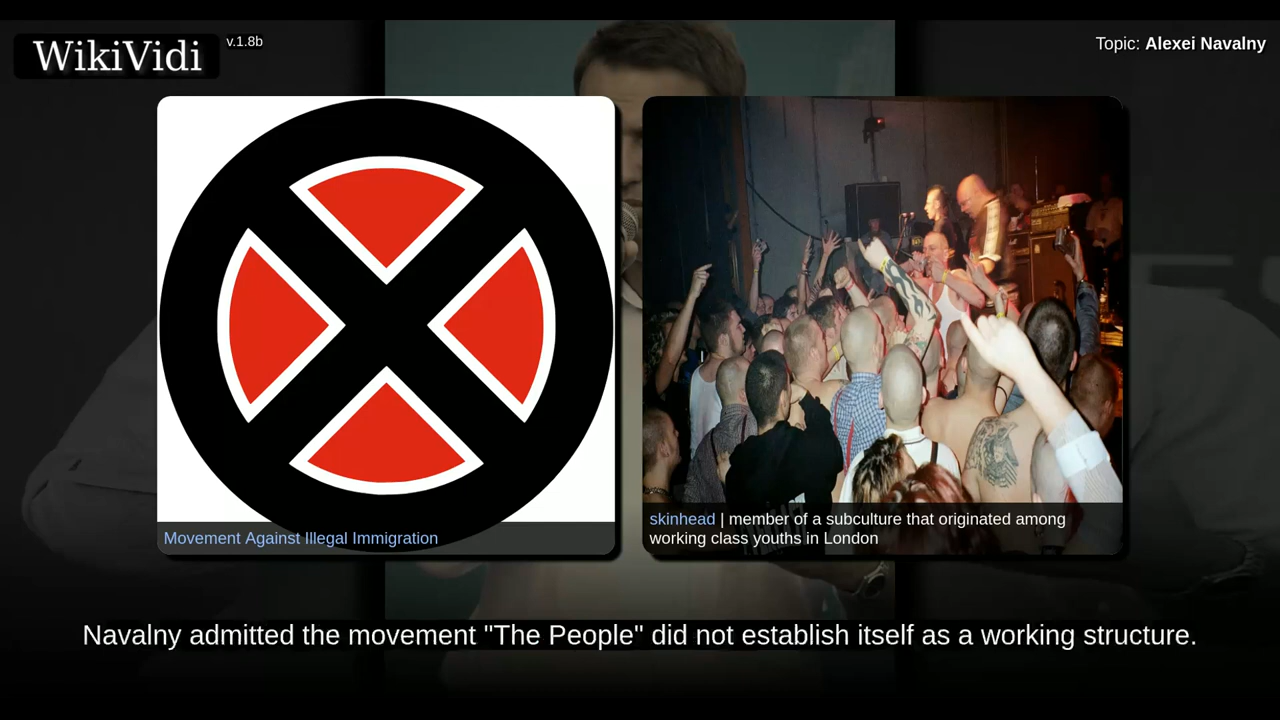 WikiVidi
v.1.8b
Topic: Alexei Navalny
Movement Against Illegal Immigration
skinhead | member of a subculture that originated among
working class youths in London
Navalny admitted the movement "The People" did not establish itself as a working structure.